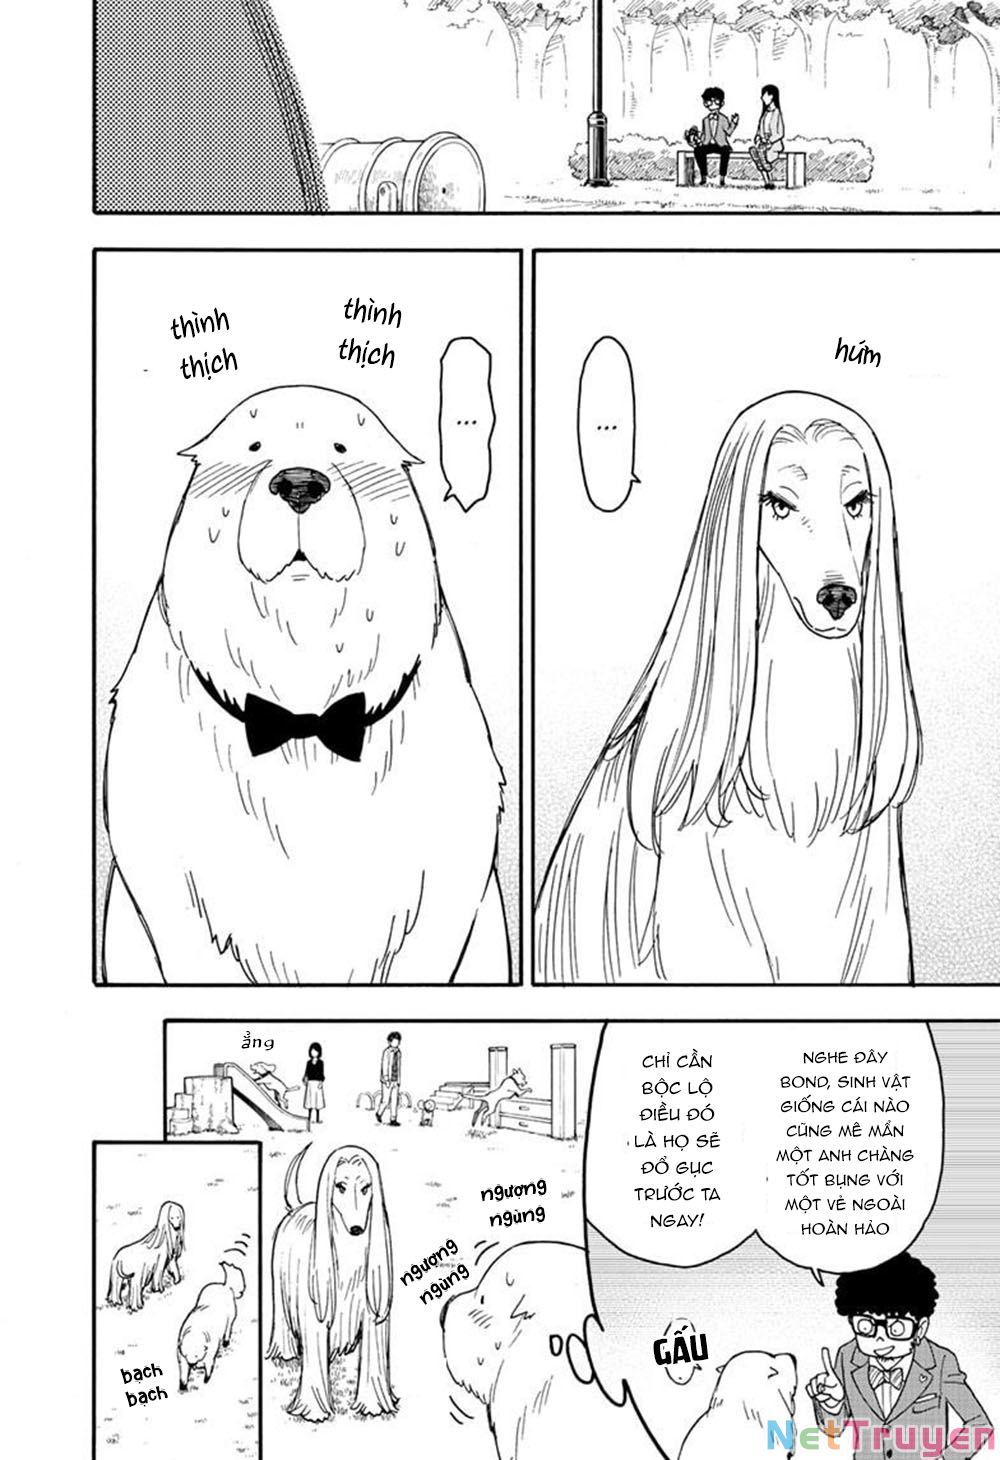 hứm
...
...
thình
thịch
thình
thịch
NGHE ĐÂY
BOND, SINH VẬT
GIỐNG CÁI NÀO
CŨNG MÊ MẨN
MỘT ANH CHÀNG
TỐT BỤNG VỚI
MỘT VẺ NGOÀI
HOÀN HẢO
CHỈ CẦN
BỘC LỘ
ĐIỀU ĐÓ
LÀ HỌ SẼ
ĐỔ GỤC
TRƯỚC TA
NGAY!
GẤU
ẳng
ngượng
ngùng
ngượng
ngùng
bạch
bạch
NetTruyen